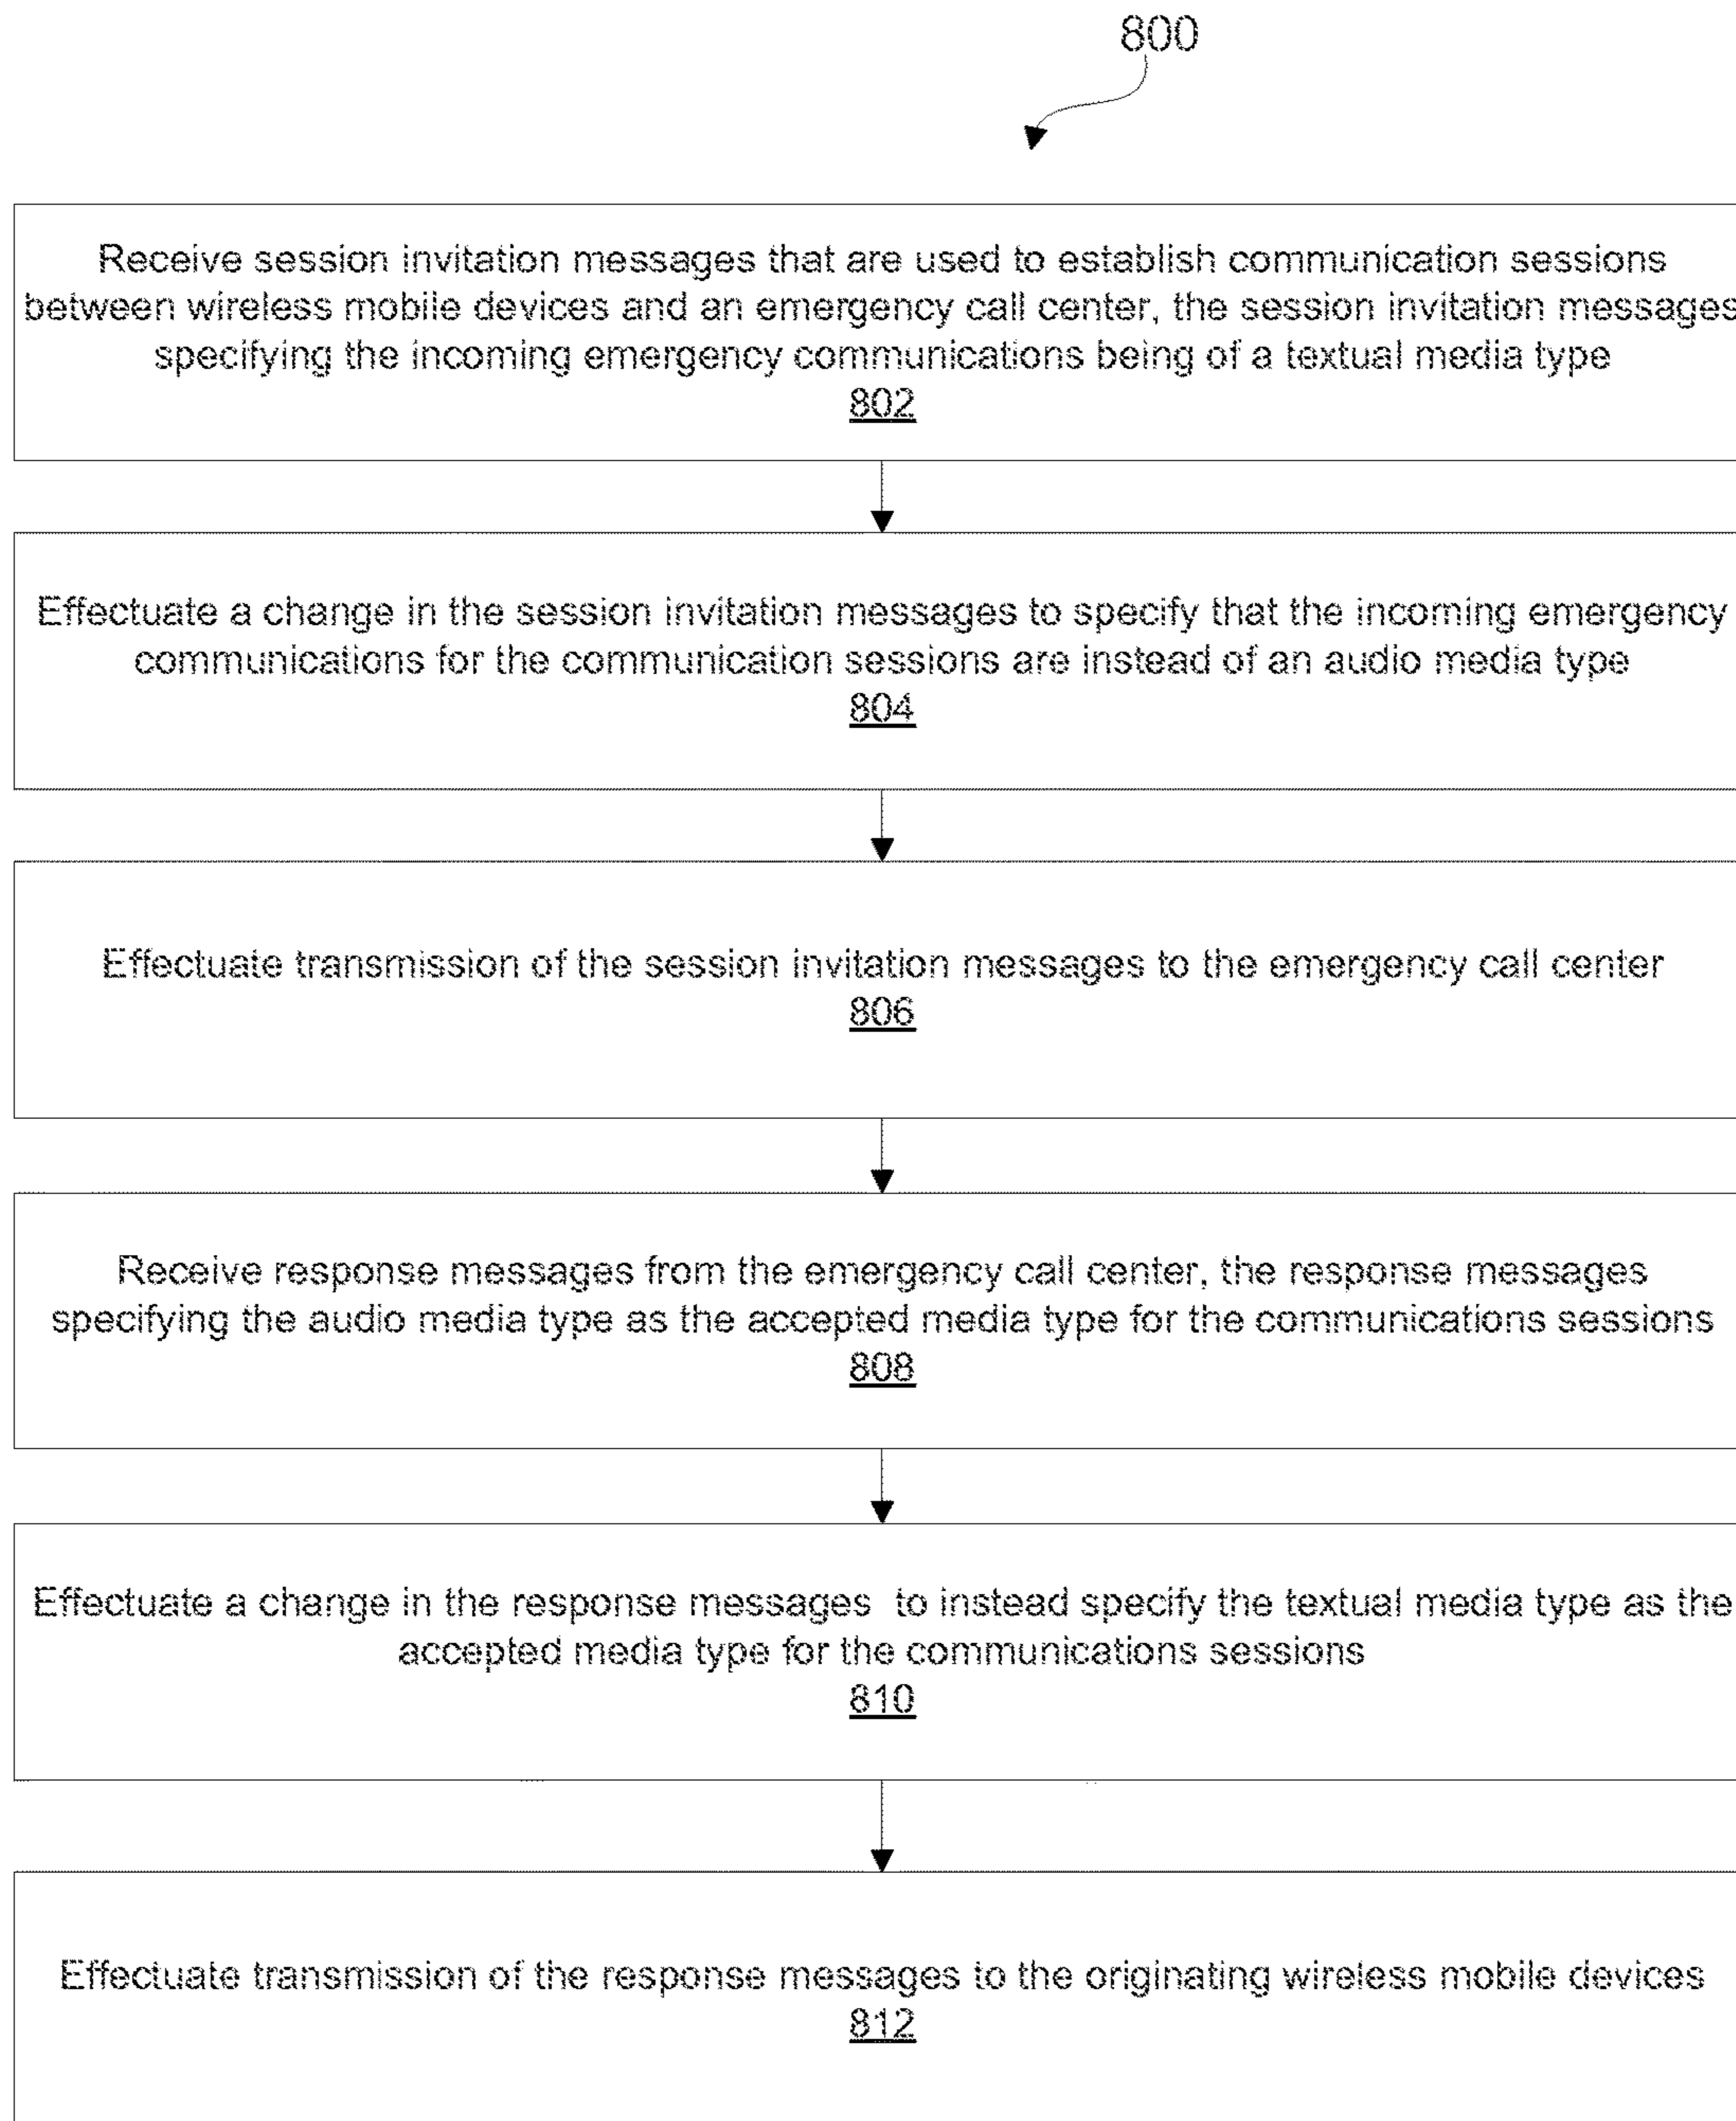 800
Receive session invitation messages that are used to establish communication sessions
between wireless mobile devices and an emergency call center, the session invitation messages
specifying the incoming emergency communications being of a textual media type
802
Effectuate a change in the session invitation messages to specify that the incoming emergency
communications for the communication sessions are instead of an audio media type
804
Effectuate transmission of the session invitation messages to the emergency call center
806
Receive response messages from the emergency call center, the response messages
specifying the audio media type as the accepted media type for the communications sessions
808
Effectuate a change in the response messages to instead specify the textual media type as the
accepted media type for the communications sessions
810
Effectuate transmission of the response messages to the originating wireless mobile devices
812